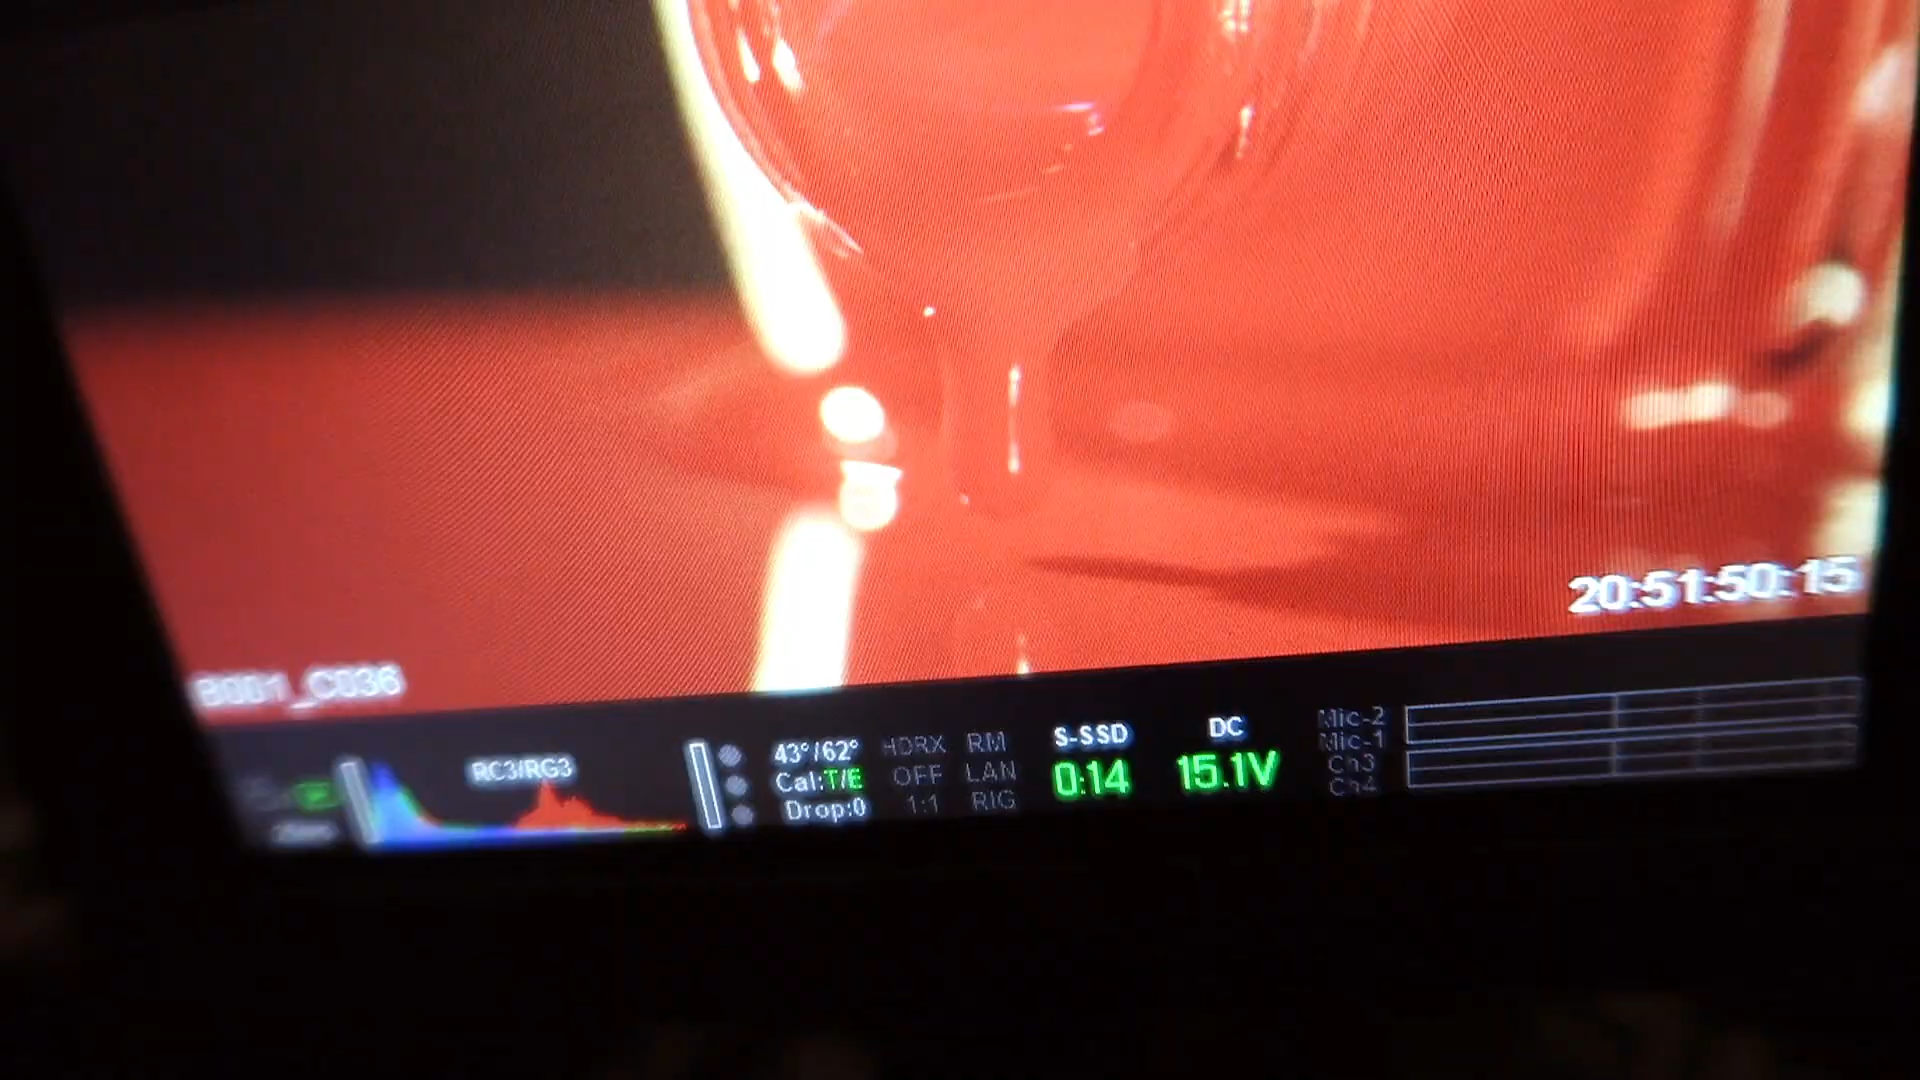 20:51:50:15
B001_C036
RC3/RG3
43°/62°
Cal:T/E
Drop:0
HDRX
OFF
1:1
RM
LAN
RIG
S-SSD
0:14
DC
15.1V
Mic-2
Mic-1
Ch3
Ch4